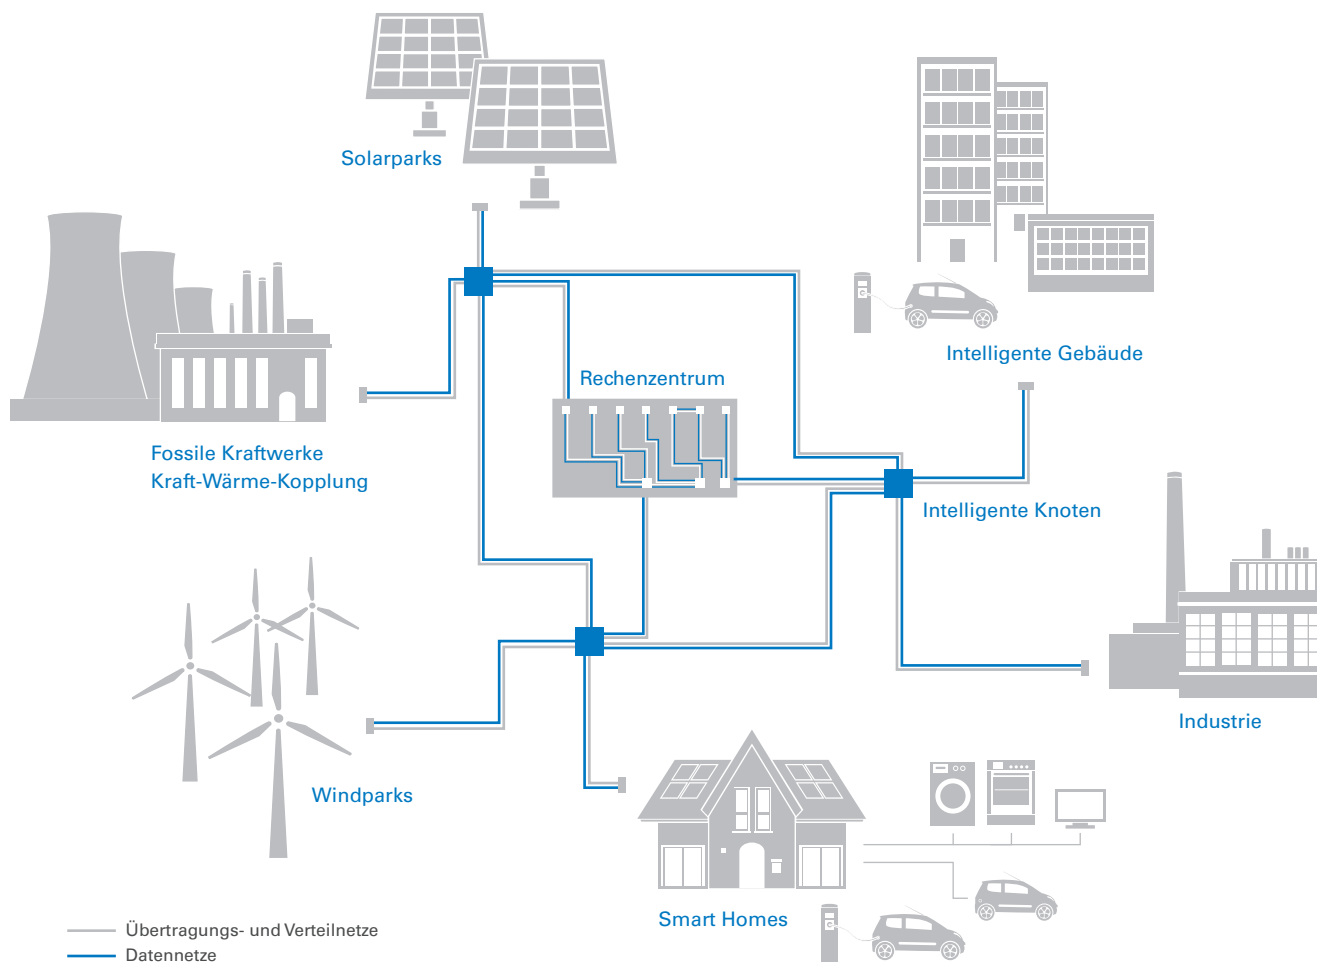 Solarparks
Intelligente Gebäude
Rechenzentrum
Fossile Kraftwerke
Kraft-Wärme-Kopplung
Intelligente Knoten
Industrie
Windparks
Smart Homes
Übertragungs- und Verteilnetze
Datennetze